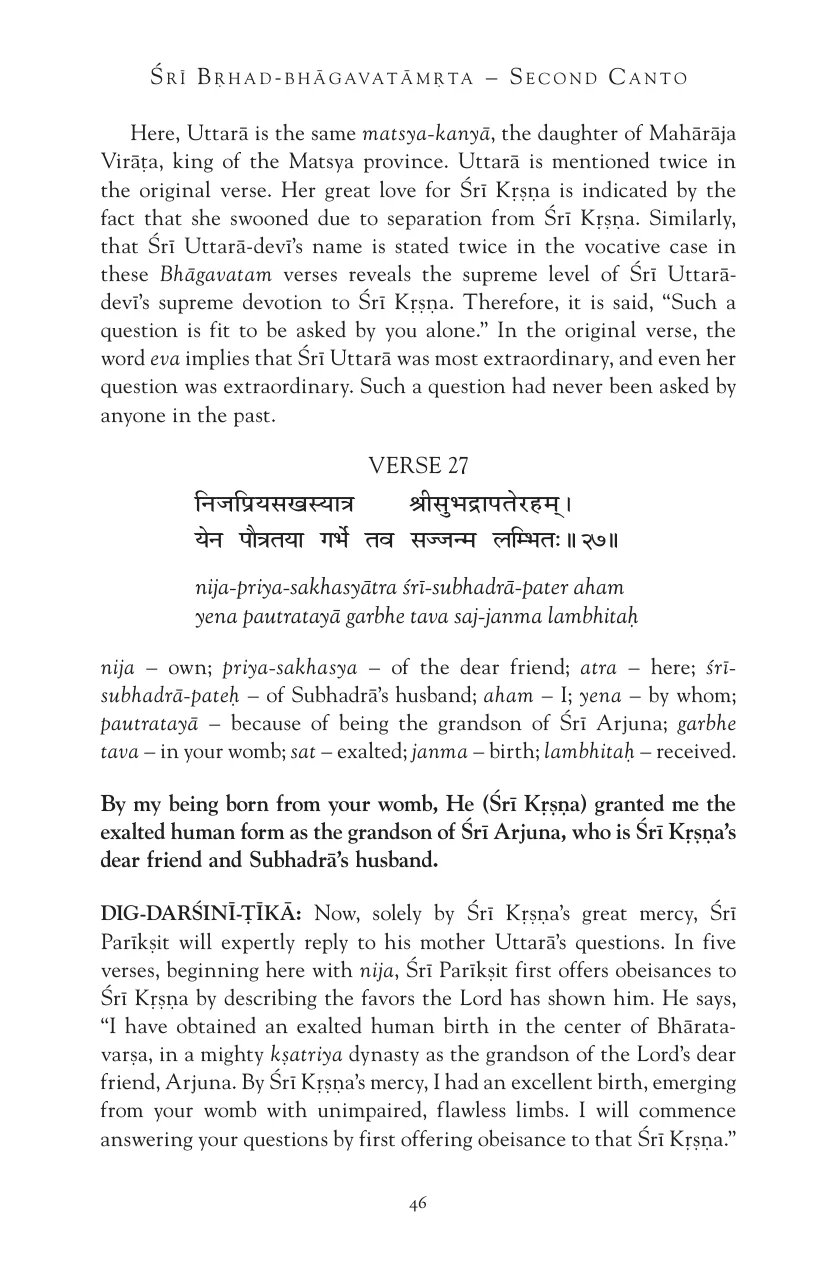 ŚRĪ BṚHAD-BHĀGAVATĀMṚTA – SECOND CANTO
Here, Uttarā is the same matsya-kanyā, the daughter of Mahārāja
Virāṭa, king of the Matsya province. Uttarā is mentioned twice in
the original verse. Her great love for Śrī Kṛṣṇa is indicated by the
fact that she swooned due to separation from Śrī Kṛṣṇa. Similarly,
that Śrī Uttarā-devī’s name is stated twice in the vocative case in
these Bhāgavatam verses reveals the supreme level of Śrī Uttarā-
devī’s supreme devotion to Śrī Kṛṣṇa. Therefore, it is said, “Such a
question is fit to be asked by you alone.” In the original verse, the
word eva implies that Śrī Uttarā was most extraordinary, and even her
question was extraordinary. Such a question had never been asked by
anyone in the past.
VERSE 27
निजप्रियसखस्यात्र श्रीसुभद्रापतेरहम् ।
येन पौत्रतया गर्भे तव सज्जन्म लम्भितः ॥ २७॥
nija-priya-sakhasyātra śrī-subhadrā-pater aham
yena pautratayā garbhe tava saj-janma lambhitaḥ
nija – own; priya-sakhasya – of the dear friend; atra – here; śrī-
subhadrā-pateḥ – of Subhadrā’s husband; aham – I; yena – by whom;
pautratayā – because of being the grandson of Śrī Arjuna; garbhe
tava – in your womb; sat – exalted; janma – birth; lambhitaḥ – received.
By my being born from your womb, He (Śrī Kṛṣṇa) granted me the
exalted human form as the grandson of Śrī Arjuna, who is Śrī Kṛṣṇa’s
dear friend and Subhadrā’s husband.
DIG-DARŚINĪ-ṬĪKĀ: Now, solely by Śrī Kṛṣṇa’s great mercy, Śrī
Parīkṣit will expertly reply to his mother Uttarā’s questions. In five
verses, beginning here with nija, Śrī Parīkṣit first offers obeisances to
Śrī Kṛṣṇa by describing the favors the Lord has shown him. He says,
“I have obtained an exalted human birth in the center of Bhārata-
varṣa, in a mighty kṣatriya dynasty as the grandson of the Lord’s dear
friend, Arjuna. By Śrī Kṛṣṇa’s mercy, I had an excellent birth, emerging
from your womb with unimpaired, flawless limbs. I will commence
answering your questions by first offering obeisance to that Śrī Kṛṣṇa.”
46